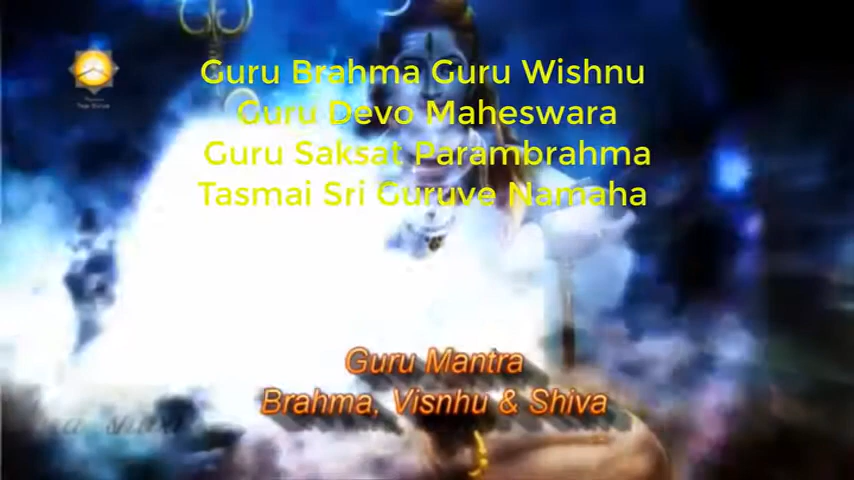 Guru Brahma Guru Wishnu
Guru Devo Maheswara
Guru Saksat Parambrahma
Tasmai Sri Guruve Namaha
Guru Mantra
Brahma, Visnhu & Shiva